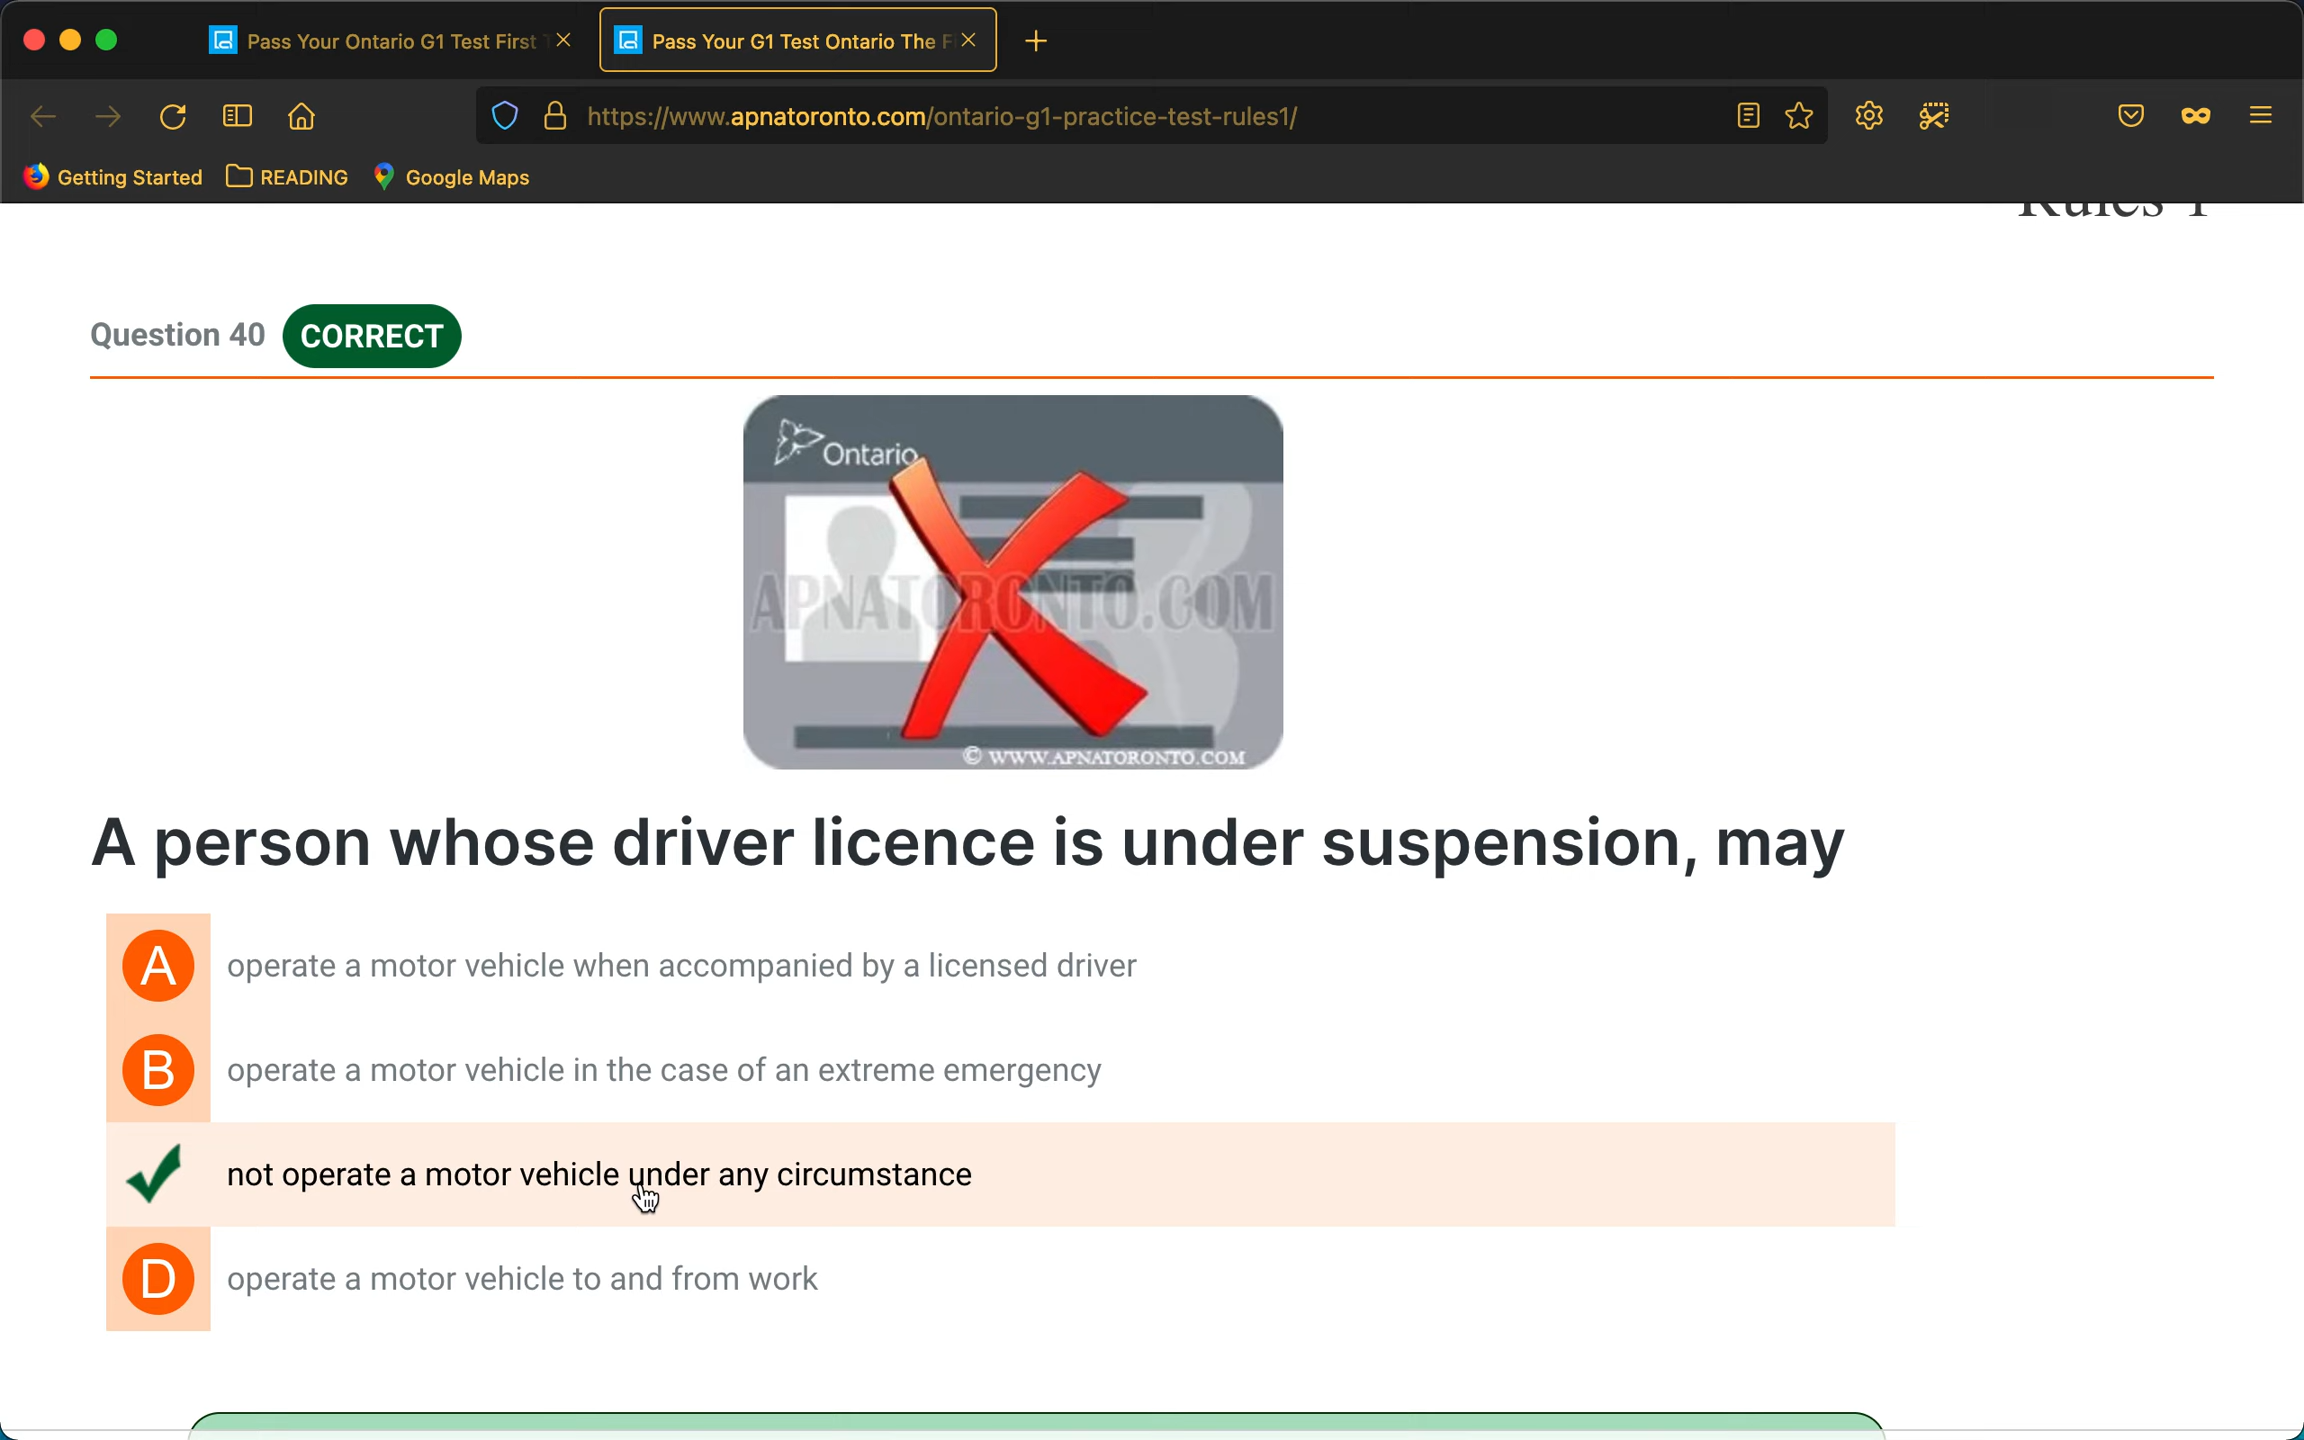 Pass Your Ontario G1 Test First
Pass Your G1 Test Ontario The F
https://www.apnatoronto.com/ontario-g1-practice-test-rules1/
Getting Started
READING
Google Maps
Rules 1
Question 40
CORRECT
Ontario
APNATORONTO.COM
© WWW.APNATORONTO.COM
A person whose driver licence is under suspension, may
A
operate a motor vehicle when accompanied by a licensed driver
B
operate a motor vehicle in the case of an extreme emergency
not operate a motor vehicle under any circumstance
D
operate a motor vehicle to and from work